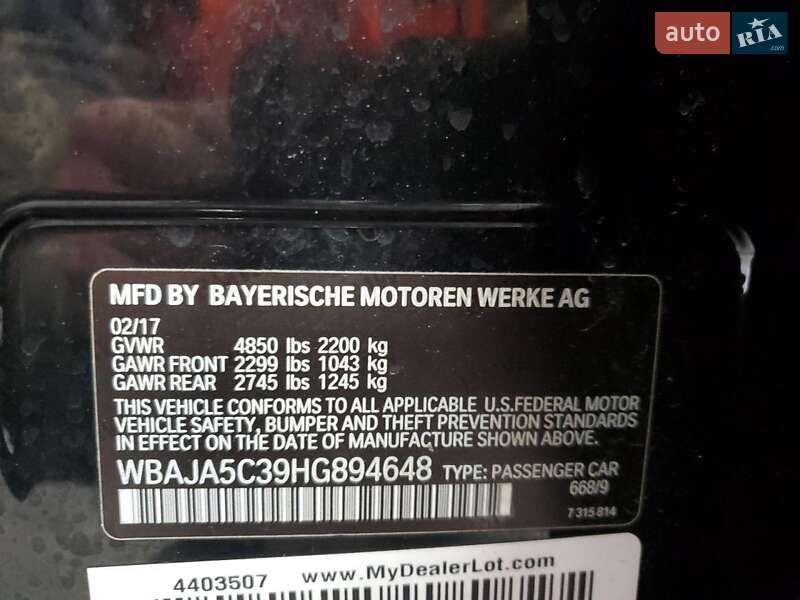 auto RIA.com
MFD BY BAYERISCHE MOTOREN WERKE AG
02/17
GVWR 4850 lbs 2200 kg
GAWR FRONT 2299 lbs 1043 kg
GAWR REAR 2745 lbs 1245 kg
THIS VEHICLE CONFORMS TO ALL APPLICABLE U.S.FEDERAL MOTOR
VEHICLE SAFETY, BUMPER AND THEFT PREVENTION STANDARDS
IN EFFECT ON THE DATE OF MANUFACTURE SHOWN ABOVE.
WBAJA5C39HG894648 TYPE: PASSENGER CAR
668/9
7 315 814
4403507 www.MyDealerLot.com